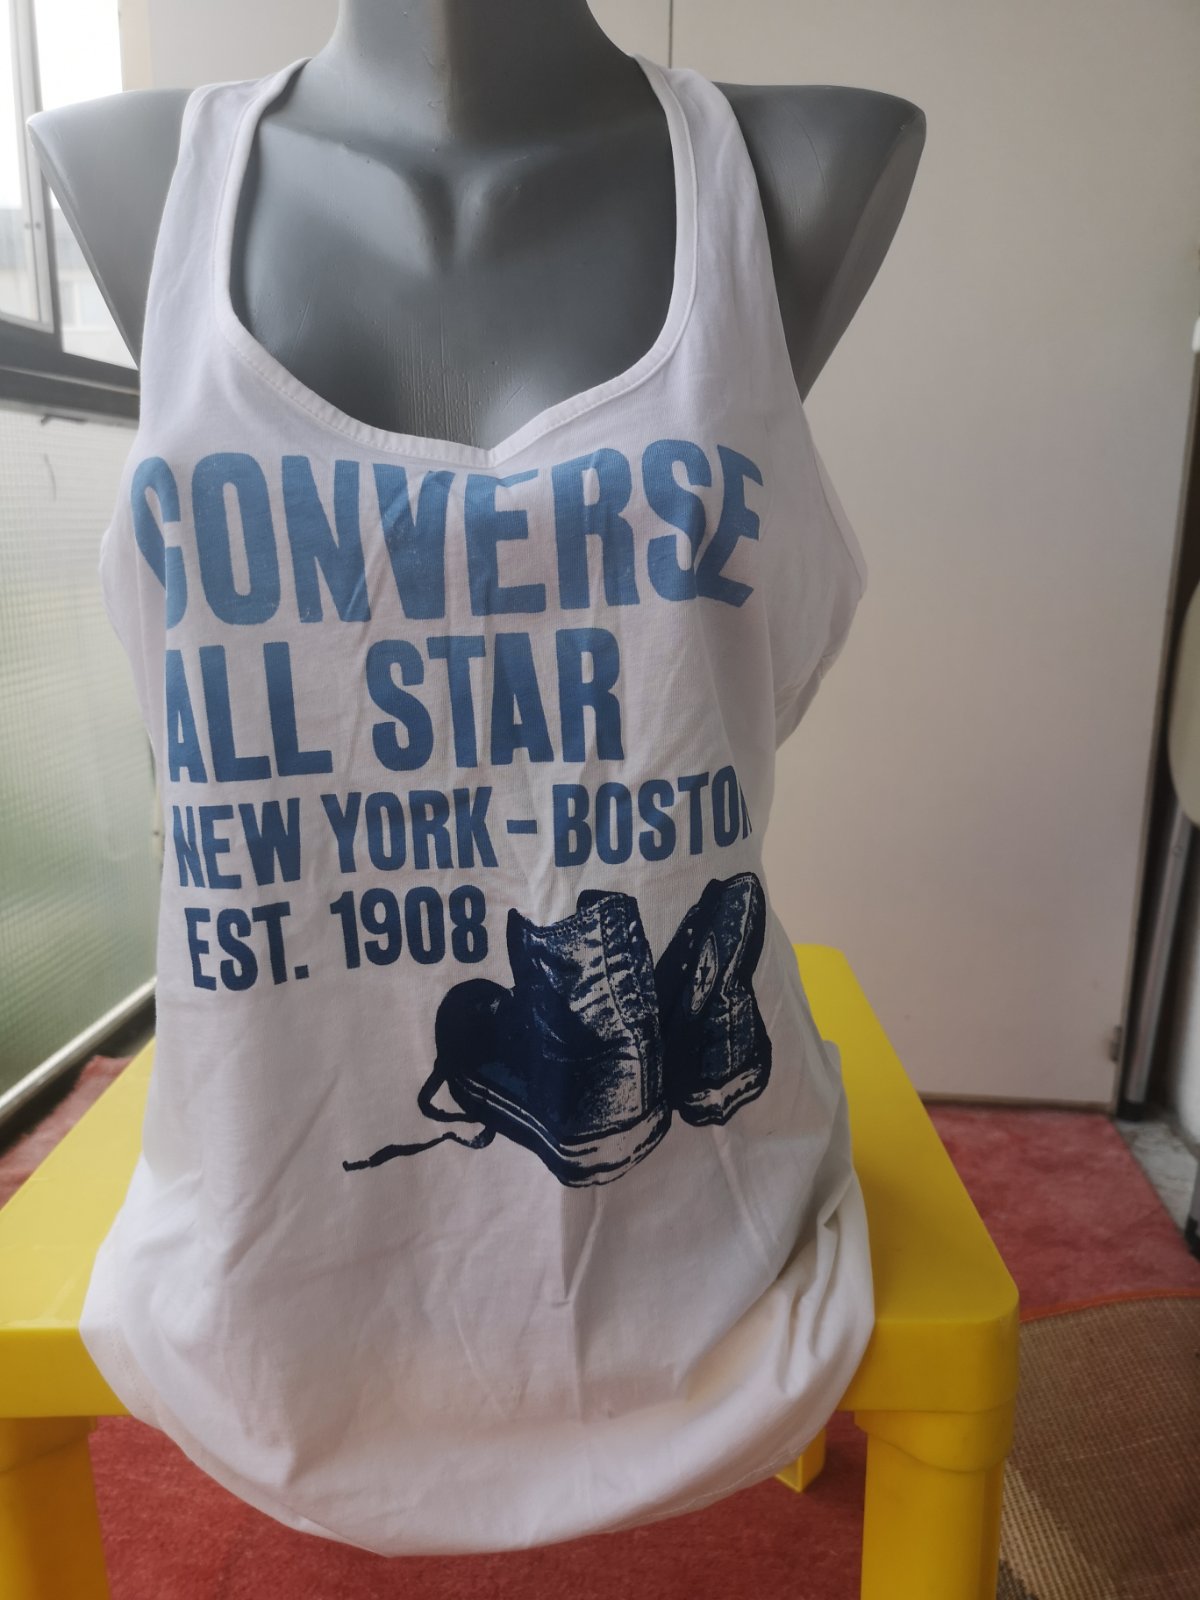 CONVERSE
ALL STAR
NEW YORK - BOSTON
EST. 1908